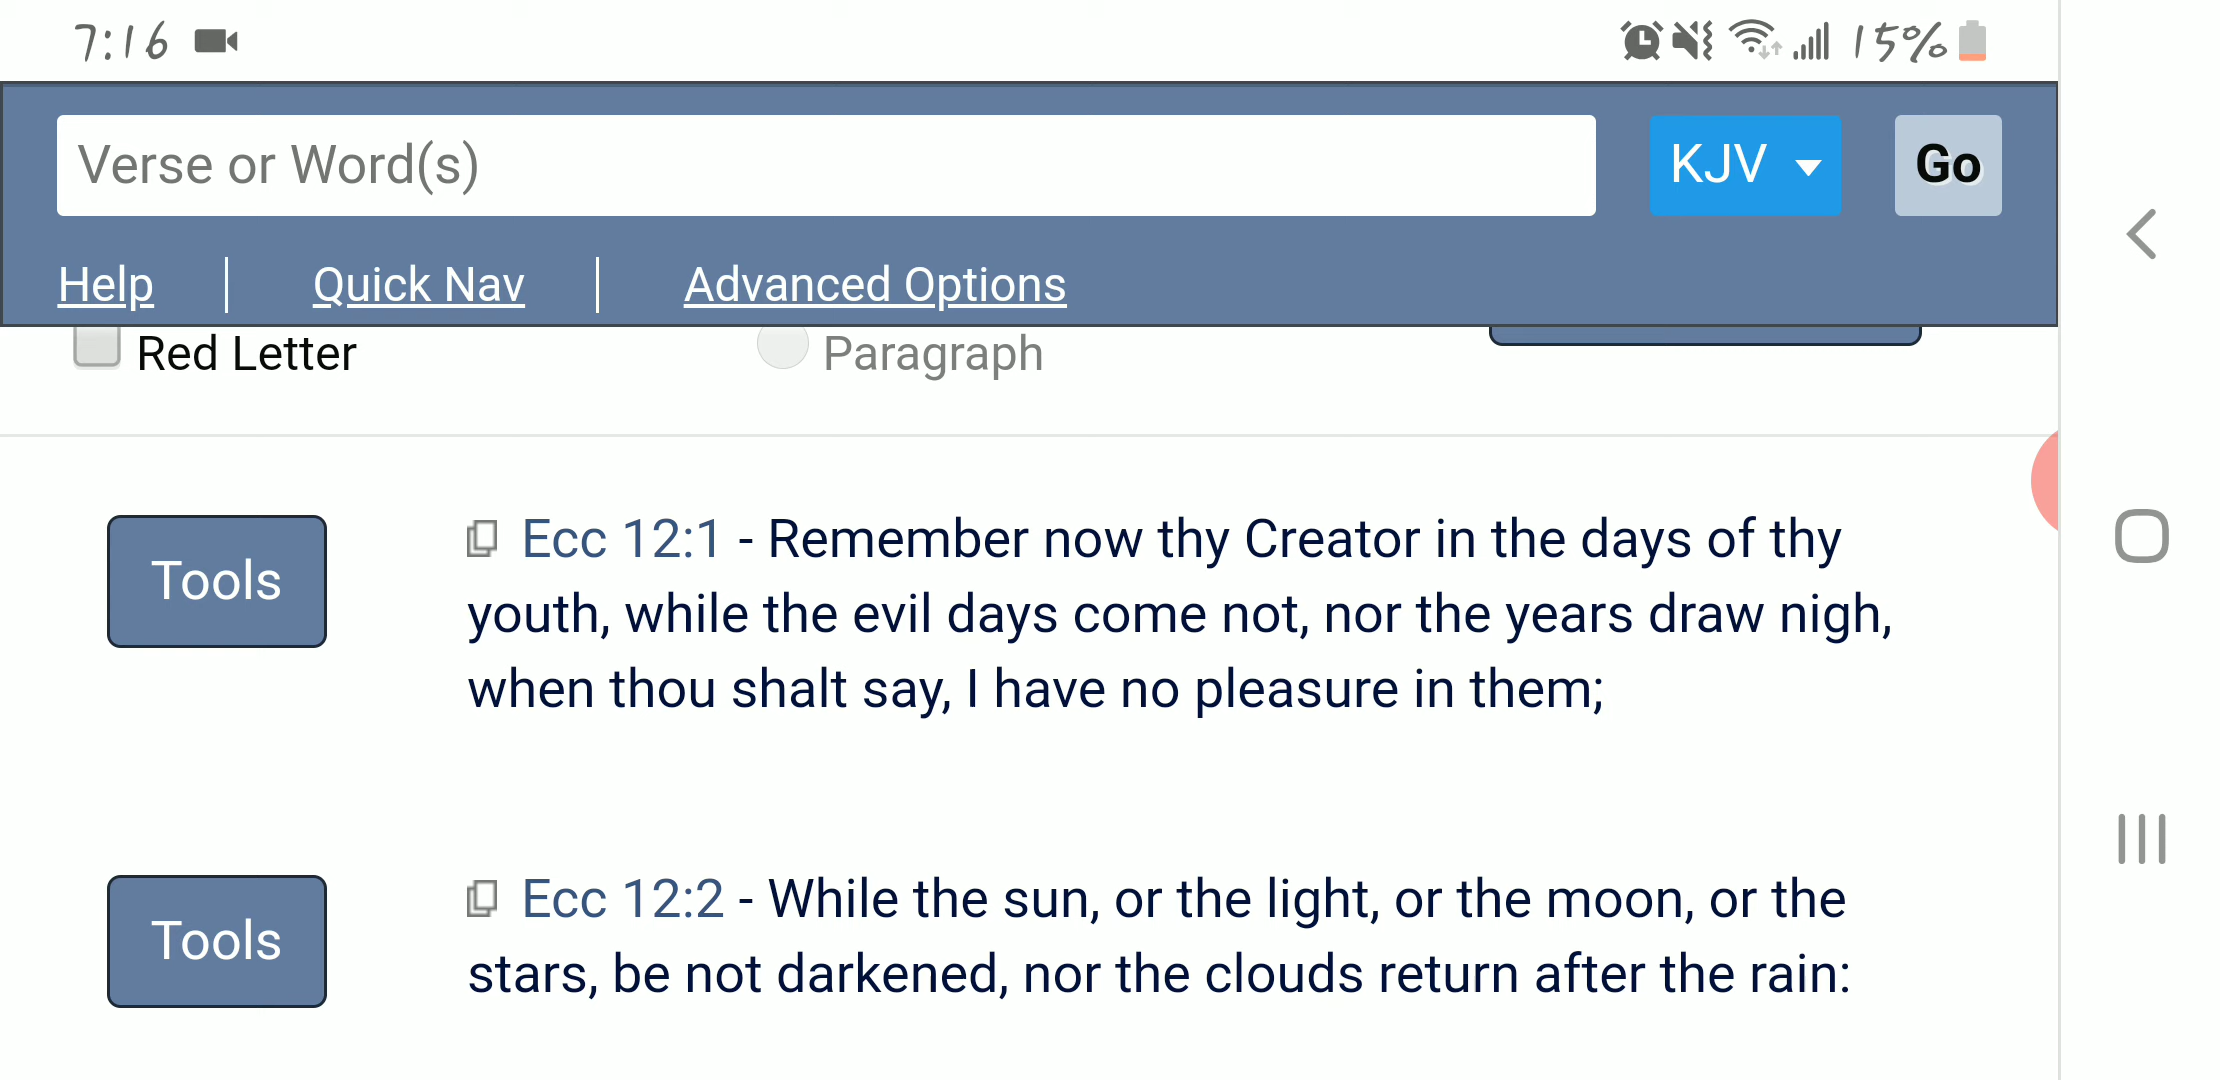 7:16 15%
Verse or Word(s) KJV Go
Help Quick Nav Advanced Options
Red Letter Paragraph
Tools Ecc 12:1 - Remember now thy Creator in the days of thy
youth, while the evil days come not, nor the years draw nigh,
when thou shalt say, I have no pleasure in them;
Tools Ecc 12:2 - While the sun, or the light, or the moon, or the
stars, be not darkened, nor the clouds return after the rain: